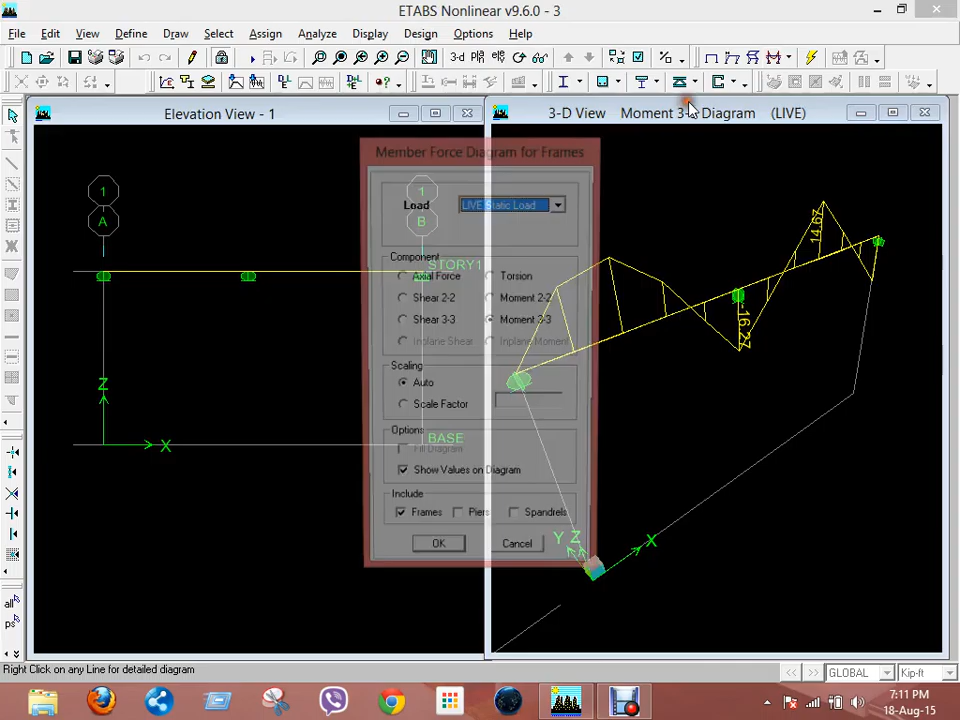 ETABS Nonlinear v9.6.0 - 3
File Edit View Define Draw Select Assign Analyze Display Design Options Help
3-d
all
ps
Elevation View - 1
1
A
1
B
STORY1
BASE
Z
X
Member Force Diagram for Frames
Load LIVE Static Load
Component
Axial Force Torsion
Shear 2-2 Moment 2-2
Shear 3-3 Moment 3-3
Inplane Shear Inplane Moment
Scaling
Auto
Scale Factor
Options
Fill Diagram
Show Values on Diagram
Include
Frames Piers Spandrels
OK Cancel
3-D View Moment 3-3 Diagram (LIVE)
14.67
-16.27
Y Z X
Right Click on any Line for detailed diagram
GLOBAL Kip-ft
7:11 PM
18-Aug-15